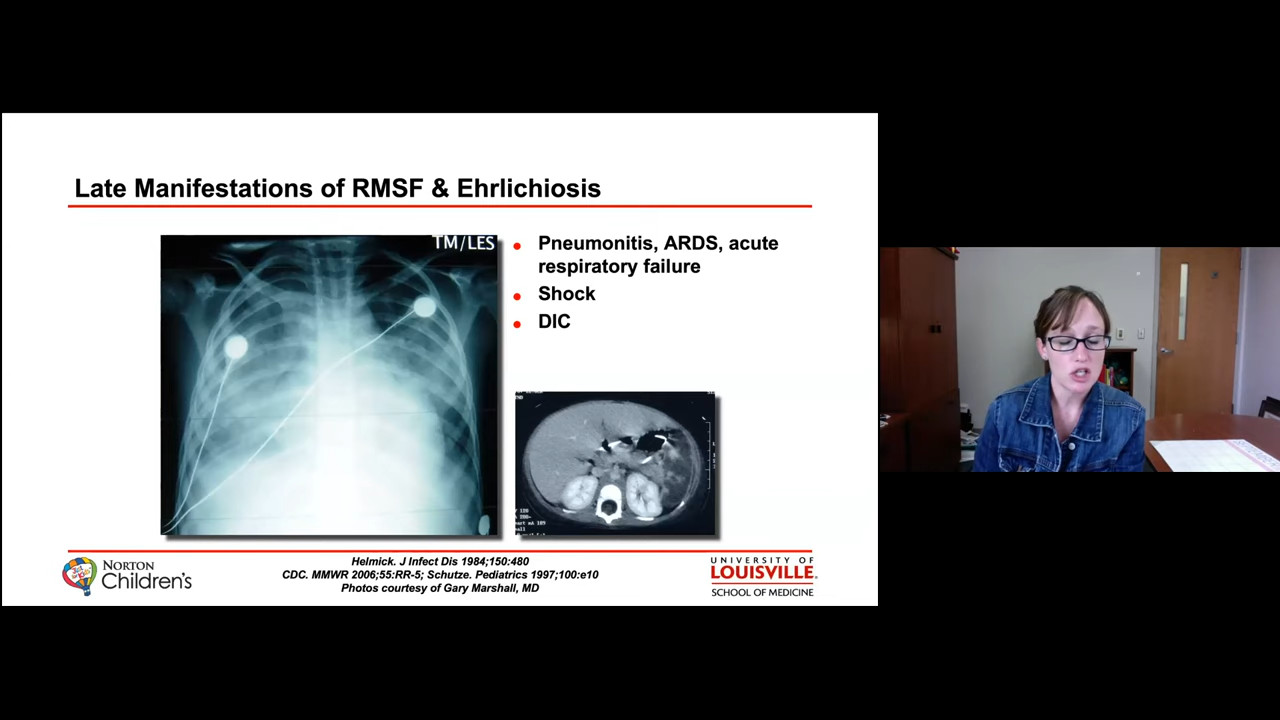 Late Manifestations of RMSF & Ehrlichiosis
TM/LES
Pneumonitis, ARDS, acute
respiratory failure
Shock
DIC
Helmick. J Infect Dis 1984;150:480
CDC. MMWR 2006;55:RR-5; Schutze. Pediatrics 1997;100:e10
Photos courtesy of Gary Marshall, MD
NORTON
Children's
UNIVERSITY OF
LOUISVILLE.
SCHOOL OF MEDICINE